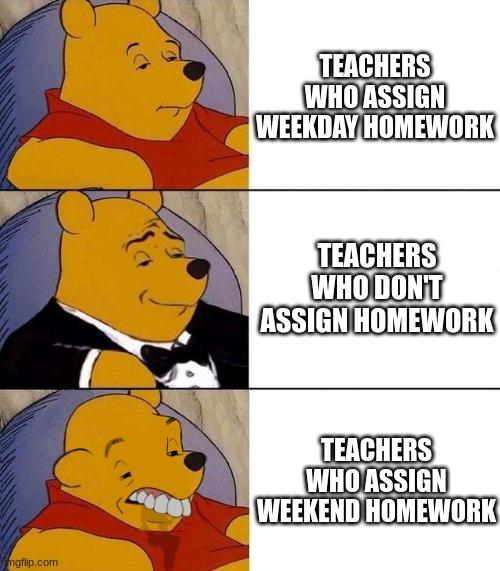 TEACHERS
WHO ASSIGN
WEEKDAY HOMEWORK
TEACHERS
WHO DON'T
ASSIGN HOMEWORK
TEACHERS
WHO ASSIGN
WEEKEND HOMEWORK
imgflip.com